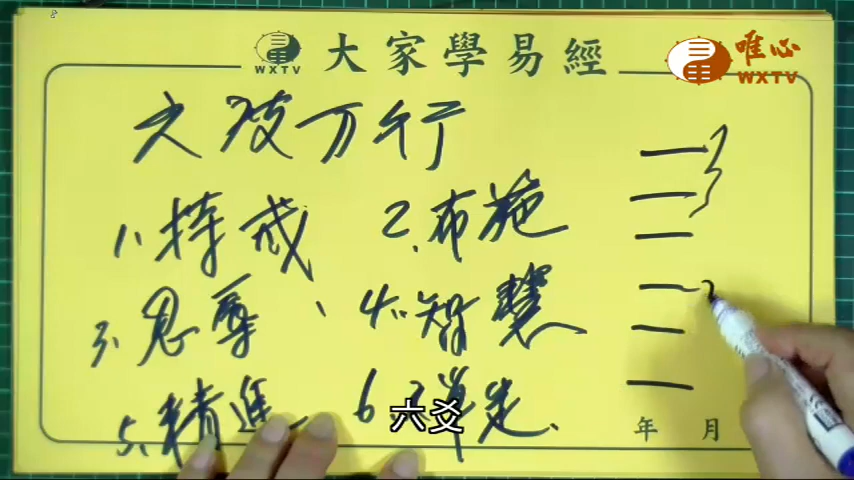 大家學易經
WXTV
唯心
WXTV
六波万行
1、持戒
2、布施
3、忍辱、
4、智慧
5、精進
6、禪定、
六爻
年 月